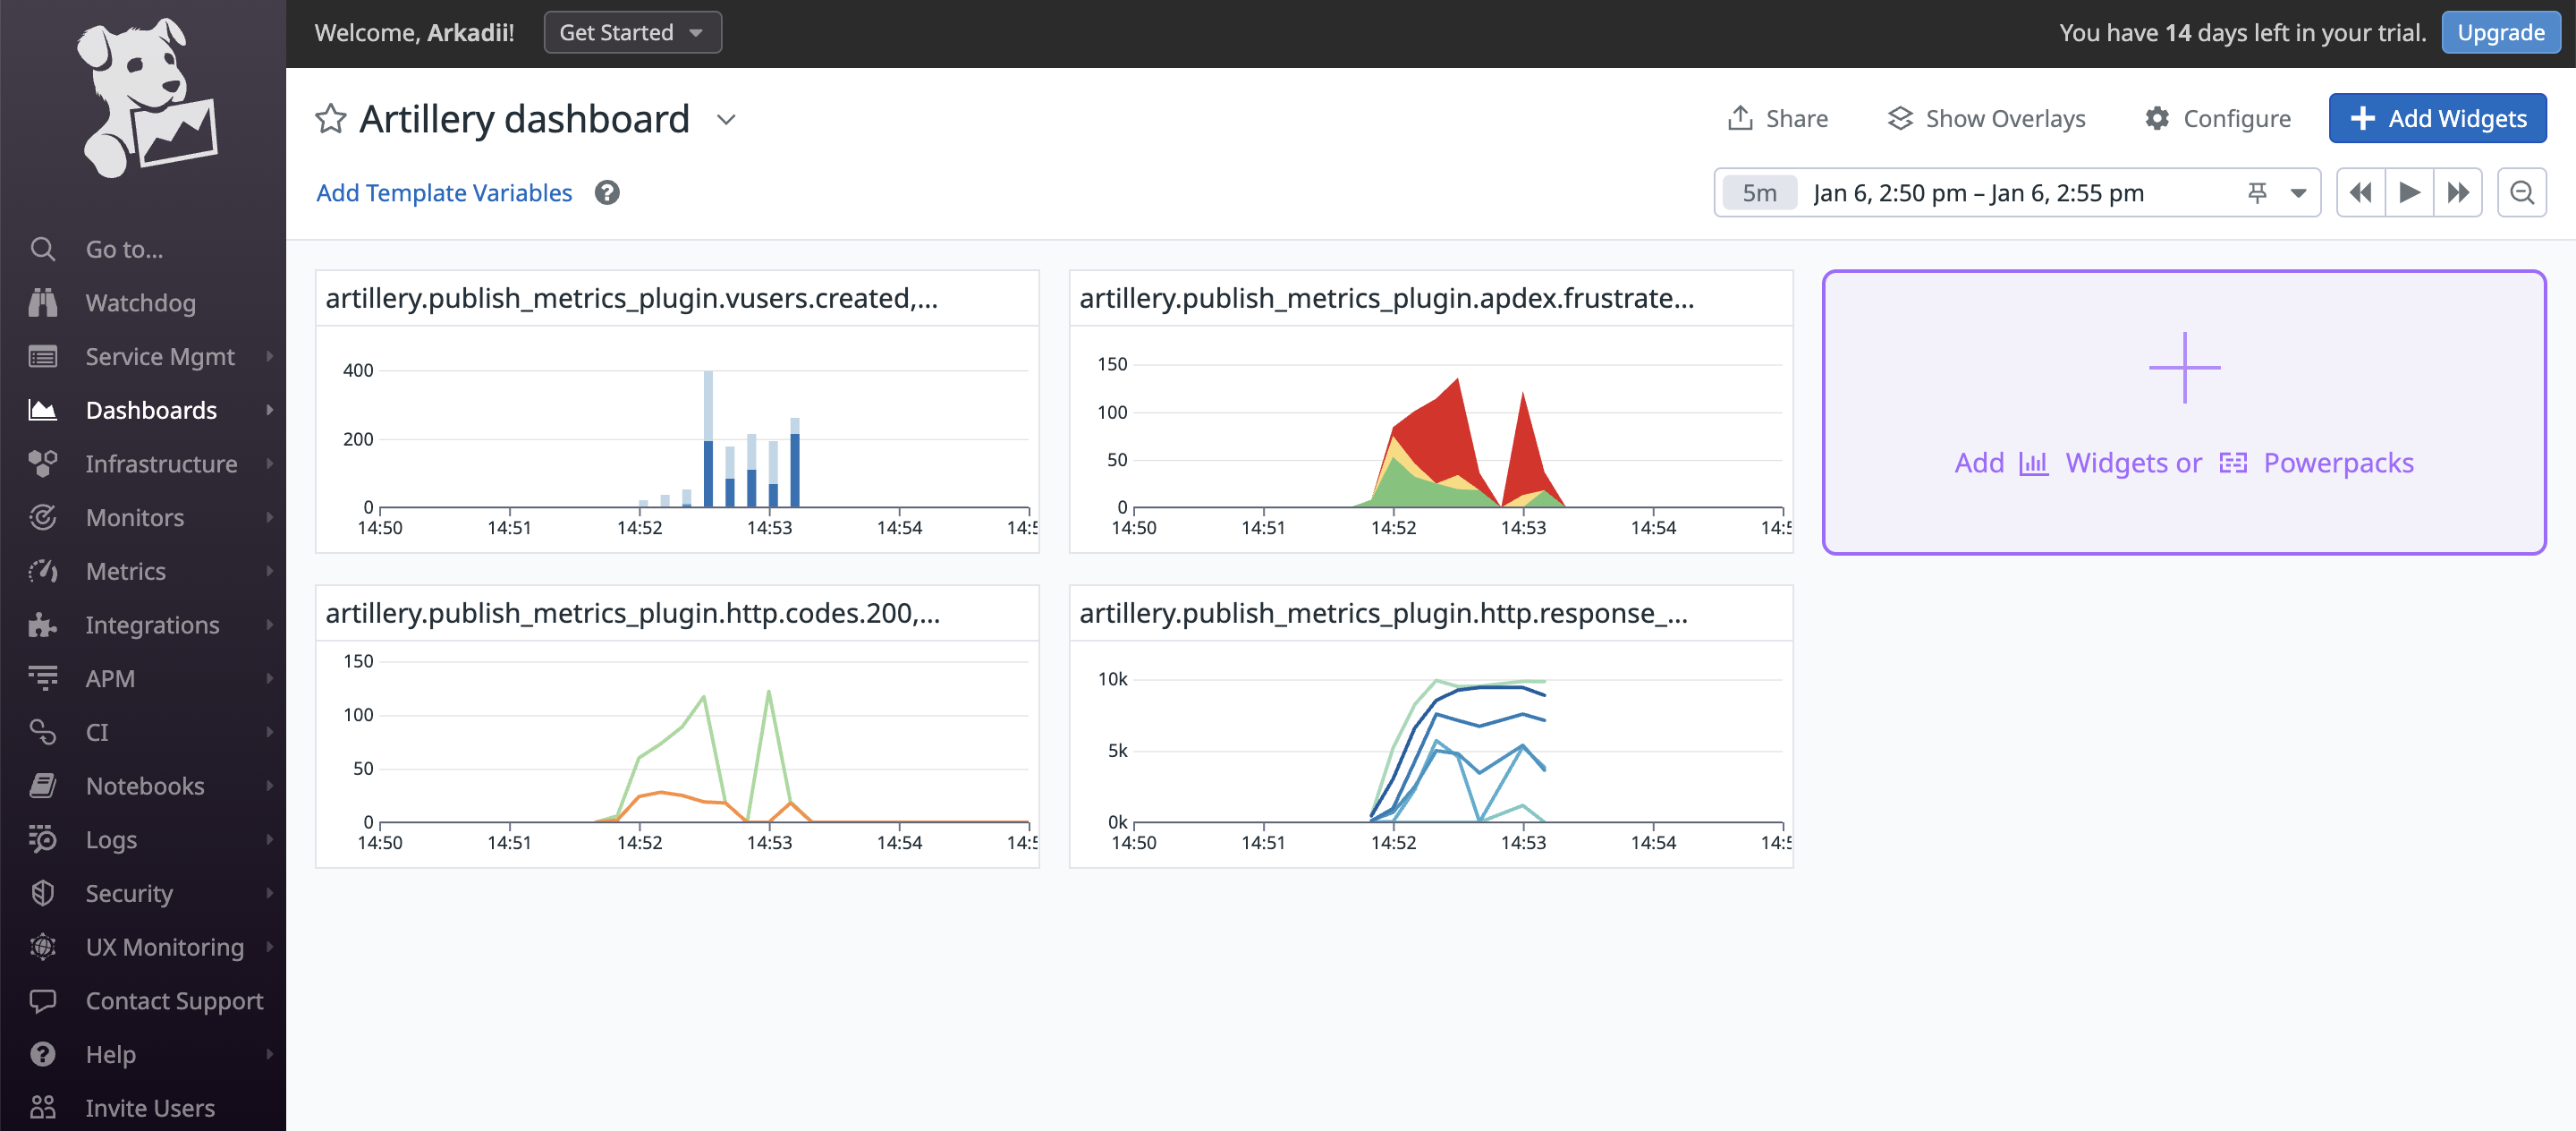 Welcome, Arkadii!
Get Started
You have 14 days left in your trial.
Upgrade
Artillery dashboard
Share
Show Overlays
Configure
Add Widgets
Add Template Variables
5m Jan 6, 2:50 pm – Jan 6, 2:55 pm
Go to...
Watchdog
Service Mgmt
Dashboards
Infrastructure
Monitors
Metrics
Integrations
APM
CI
Notebooks
Logs
Security
UX Monitoring
Contact Support
Help
Invite Users
artillery.publish_metrics_plugin.vusers.created,...
400
200
0
14:50 14:51 14:52 14:53 14:54 14:5
artillery.publish_metrics_plugin.apdex.frustrate...
150
100
50
0
14:50 14:51 14:52 14:53 14:54 14:5
Add Widgets or Powerpacks
artillery.publish_metrics_plugin.http.codes.200,...
150
100
50
0
14:50 14:51 14:52 14:53 14:54 14:5
artillery.publish_metrics_plugin.http.response_...
10k
5k
0k
14:50 14:51 14:52 14:53 14:54 14:5